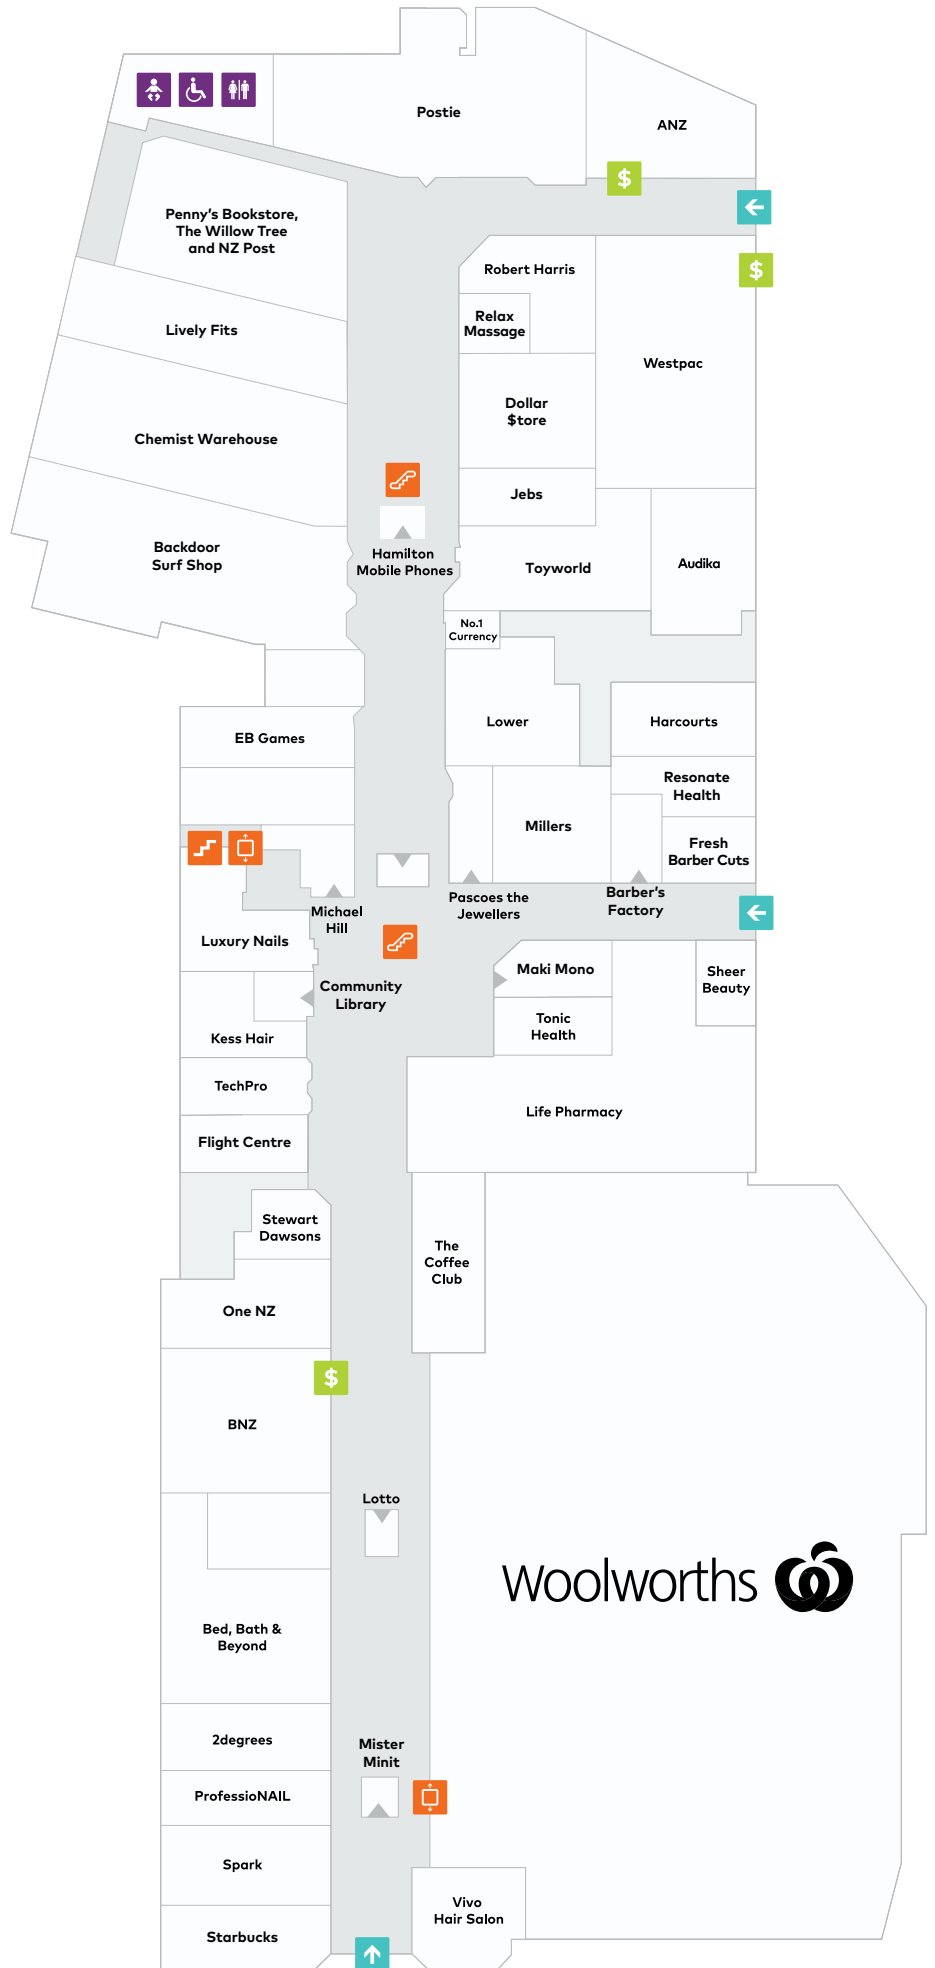 Postie
ANZ
$
Penny's Bookstore,
The Willow Tree
and NZ Post
$
Robert Harris
Relax
Massage
Lively Fits
Westpac
Dollar
$tore
Chemist Warehouse
Jebs
Backdoor
Surf Shop
Hamilton
Mobile Phones
Toyworld
Audika
No.1
Currency
Lower
Harcourts
EB Games
Resonate
Health
Millers
Fresh
Barber Cuts
Michael
Hill
Pascoes the
Jewellers
Barber's
Factory
Luxury Nails
Maki Mono
Sheer
Beauty
Community
Library
Tonic
Health
Kess Hair
TechPro
Life Pharmacy
Flight Centre
Stewart
Dawsons
The
Coffee
Club
One NZ
$
BNZ
Lotto
Woolworths
Bed, Bath &
Beyond
2degrees
Mister
Minit
ProfessioNAIL
Spark
Vivo
Hair Salon
Starbucks